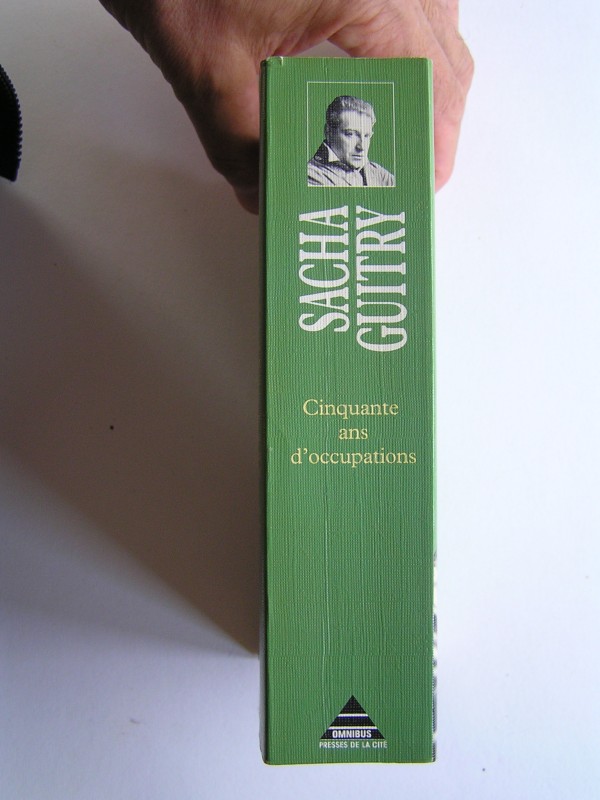 SACHA
GUITRY
Cinquante
ans
d'occupations
OMNIBUS
PRESSES DE LA CITÉ